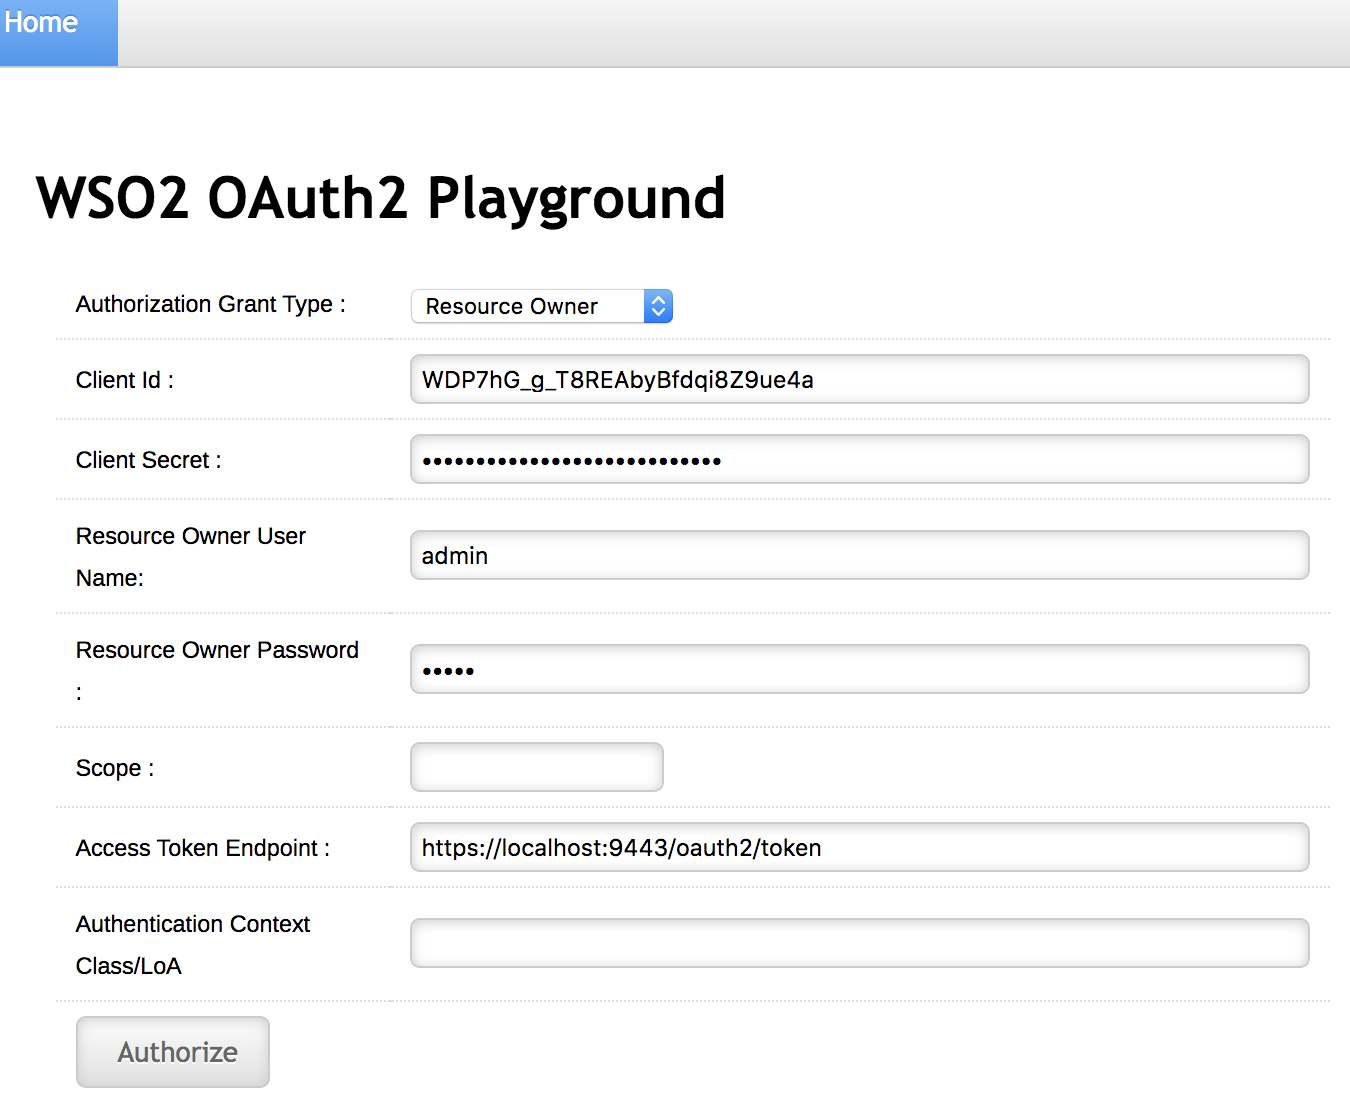 Home
WSO2 OAuth2 Playground
Authorization Grant Type :
Resource Owner
Client Id :
WDP7hG_g_T8REAbyBfdqi8Z9ue4a
Client Secret :
••••••••••••••••••••••••••••
Resource Owner User
Name:
admin
Resource Owner Password
:
•••••
Scope :
Access Token Endpoint :
https://localhost:9443/oauth2/token
Authentication Context
Class/LoA
Authorize